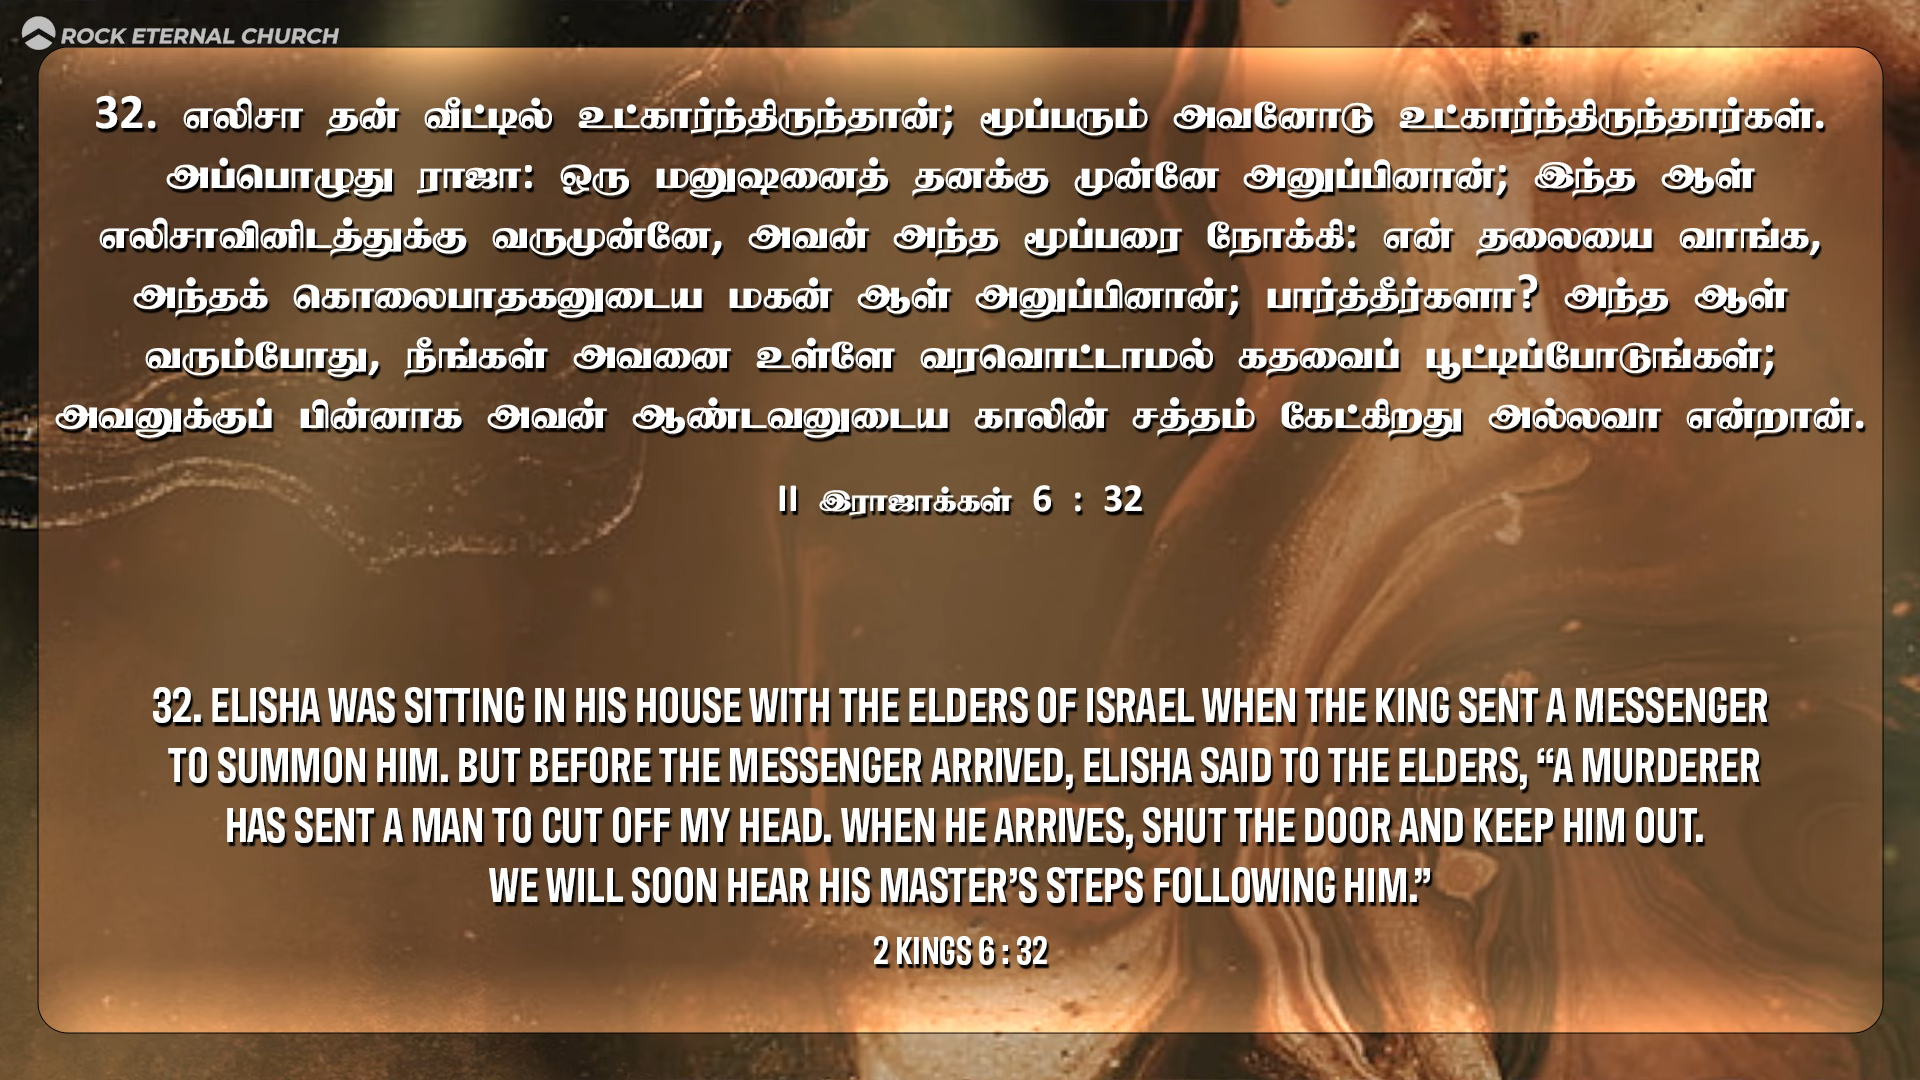 ROCK ETERNAL CHURCH
32. எலிசா தன் வீட்டில் உட்கார்ந்திருந்தான்; மூப்பரும் அவனோடு உட்கார்ந்திருந்தார்கள்.
அப்பொழுது ராஜா: ஒரு மனுஷனைத் தனக்கு முன்னே அனுப்பினான்; இந்த ஆள்
எலிசாவினிடத்துக்கு வருமுன்னே, அவன் அந்த மூப்பரை நோக்கி: என் தலையை வாங்க,
அந்தக் கொலைபாதகனுடைய மகன் ஆள் அனுப்பினான்; பார்த்தீர்களா? அந்த ஆள்
வரும்போது, நீங்கள் அவனை உள்ளே வரவொட்டாமல் கதவைப் பூட்டிப்போடுங்கள்;
அவனுக்குப் பின்னாக அவன் ஆண்டவனுடைய காலின் சத்தம் கேட்கிறது அல்லவா என்றான்.
II இராஜாக்கள் 6 : 32
32. ELISHA WAS SITTING IN HIS HOUSE WITH THE ELDERS OF ISRAEL WHEN THE KING SENT A MESSENGER
TO SUMMON HIM. BUT BEFORE THE MESSENGER ARRIVED, ELISHA SAID TO THE ELDERS, “A MURDERER
HAS SENT A MAN TO CUT OFF MY HEAD. WHEN HE ARRIVES, SHUT THE DOOR AND KEEP HIM OUT.
WE WILL SOON HEAR HIS MASTER’S STEPS FOLLOWING HIM.”
2 KINGS 6 : 32